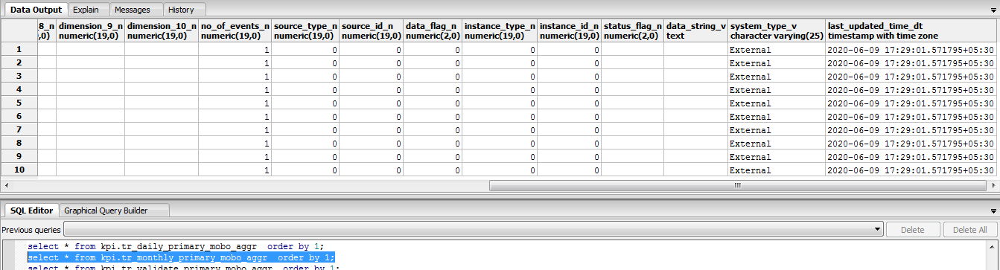 Data Output Explain Messages History
8_n dimension_9_n dimension_10_n no_of_events_n source_type_n source_id_n data_flag_n instance_type_n instance_id_n status_flag_n data_string_v system_type_v last_updated_time_dt
,0) numeric(19,0) numeric(19,0) numeric(19,0) numeric(19,0) numeric(19,0) numeric(2,0) numeric(19,0) numeric(19,0) numeric(2,0) text character varying(25) timestamp with time zone
1 1 0 0 0 0 0 External 2020-06-09 17:29:01.571795+05:30
2 1 0 0 0 0 0 External 2020-06-09 17:29:01.571795+05:30
3 1 0 0 0 0 0 External 2020-06-09 17:29:01.571795+05:30
4 1 0 0 0 0 0 External 2020-06-09 17:29:01.571795+05:30
5 1 0 0 0 0 0 External 2020-06-09 17:29:01.571795+05:30
6 1 0 0 0 0 0 External 2020-06-09 17:29:01.571795+05:30
7 1 0 0 0 0 0 External 2020-06-09 17:29:01.571795+05:30
8 1 0 0 0 0 0 External 2020-06-09 17:29:01.571795+05:30
9 1 0 0 0 0 0 External 2020-06-09 17:29:01.571795+05:30
10 1 0 0 0 0 0 External 2020-06-09 17:29:01.571795+05:30
SQL Editor Graphical Query Builder
Previous queries Delete Delete All
select * from kpi.tr_daily_primary_mobo_aggr order by 1;
select * from kpi.tr_monthly_primary_mobo_aggr order by 1;
select * from kpi.tr_validate_primary_mobo_aggr order by 1;